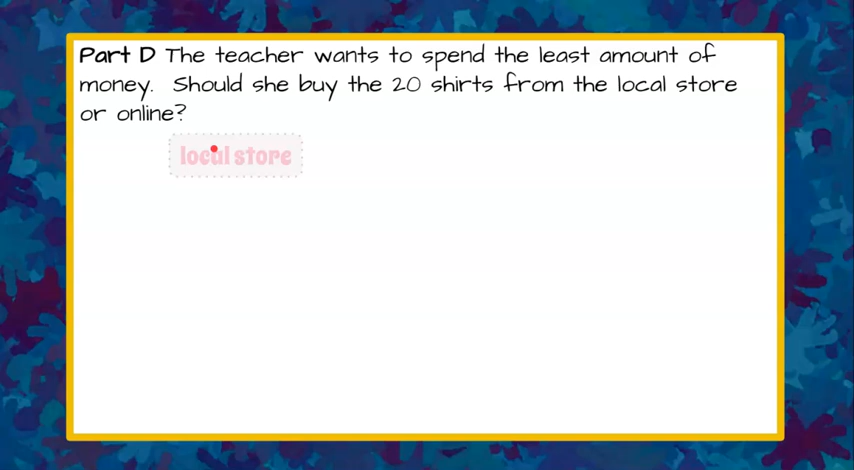 Part D The teacher wants to spend the least amount of
money. Should she buy the 20 shirts from the local store
or online?
local store